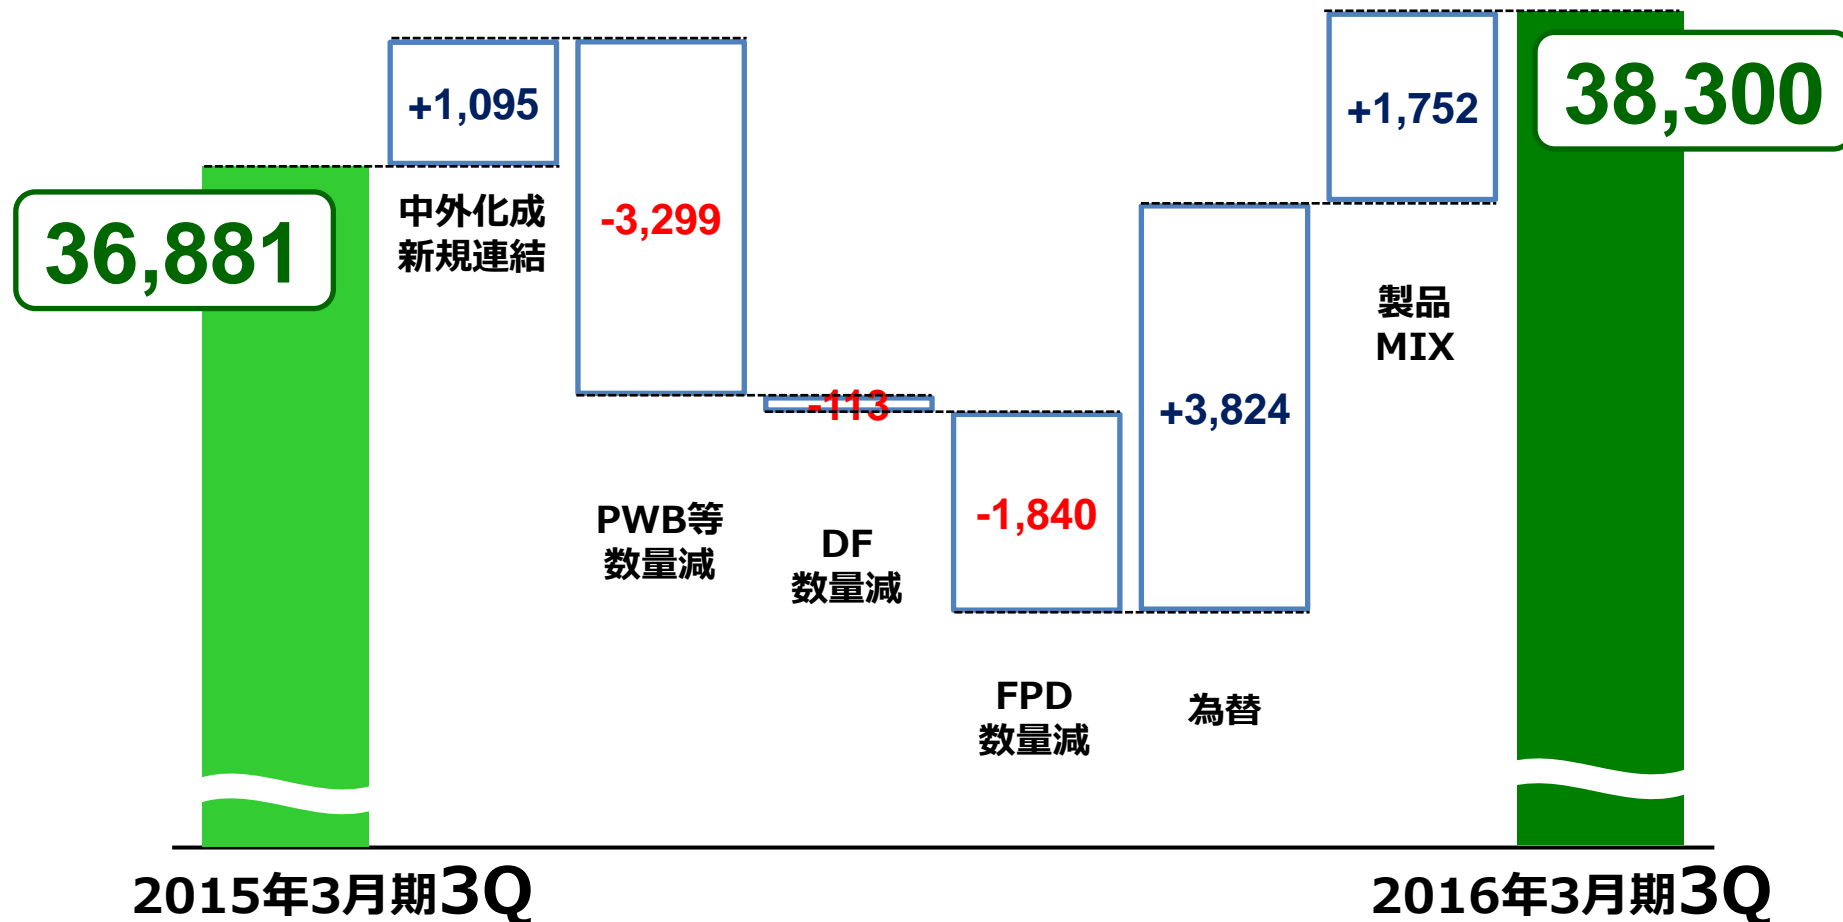 36,881
+1,095
中外化成
新規連結
-3,299
PWB等
数量減
-113
DF
数量減
-1,840
FPD
数量減
+3,824
為替
+1,752
製品
MIX
38,300
2015年3月期3Q
2016年3月期3Q